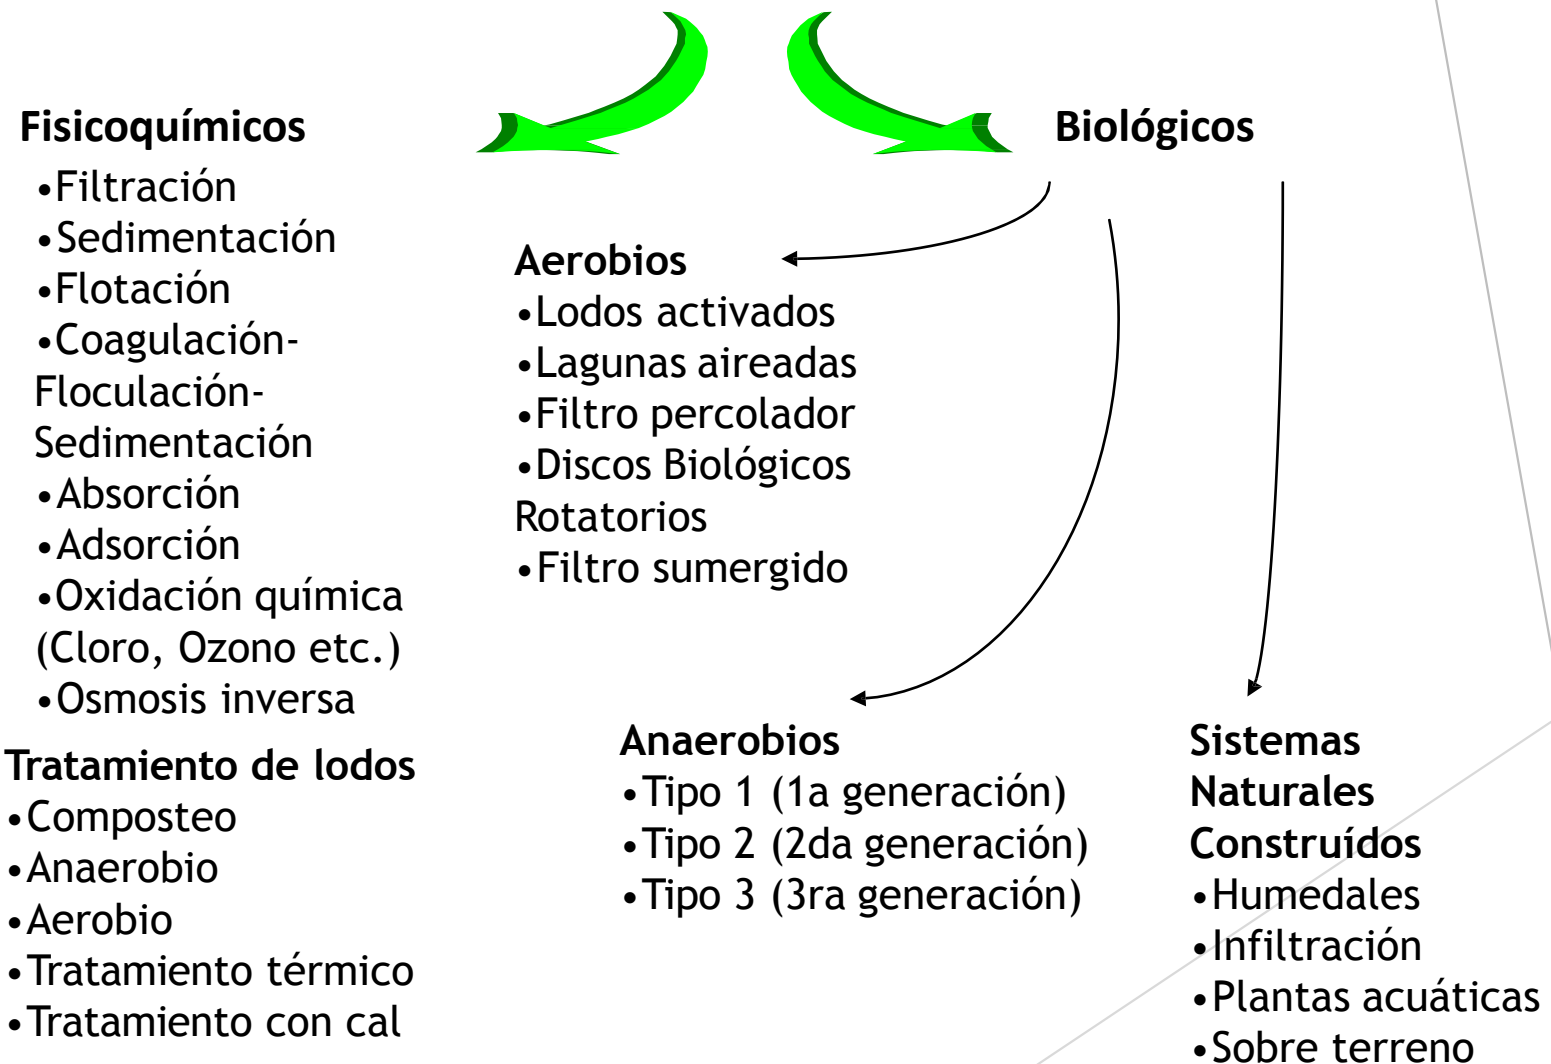 Fisicoquímicos
•Filtración
•Sedimentación
•Flotación
•Coagulación-
Floculación-
Sedimentación
•Absorción
•Adsorción
•Oxidación química
(Cloro, Ozono etc.)
•Osmosis inversa
Tratamiento de lodos
•Composteo
•Anaerobio
•Aerobio
•Tratamiento térmico
•Tratamiento con cal
Biológicos
Aerobios
•Lodos activados
•Lagunas aireadas
•Filtro percolador
•Discos Biológicos
Rotatorios
•Filtro sumergido
Anaerobios
•Tipo 1 (1a generación)
•Tipo 2 (2da generación)
•Tipo 3 (3ra generación)
Sistemas
Naturales
Construídos
•Humedales
•Infiltración
•Plantas acuáticas
•Sobre terreno